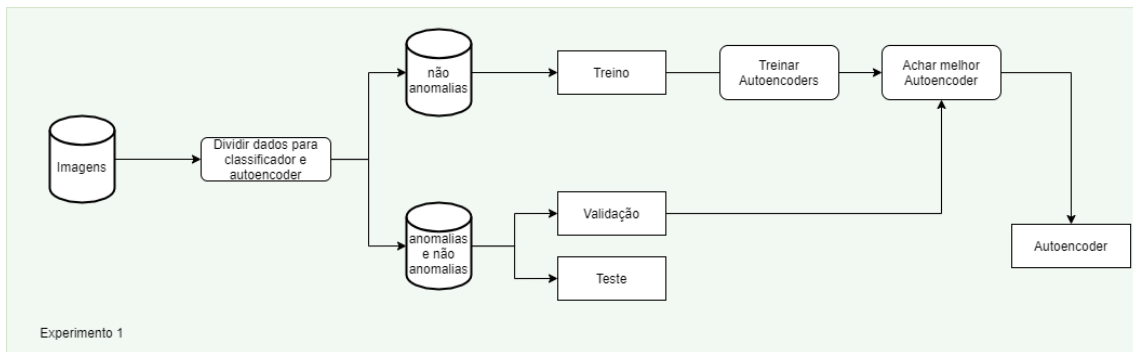 não
anomalias
Treino
Treinar
Autoencoders
Achar melhor
Autoencoder
Imagens
Dividir dados para
classificador e
autoencoder
anomalias
e não
anomalias
Validação
Teste
Autoencoder
Experimento 1